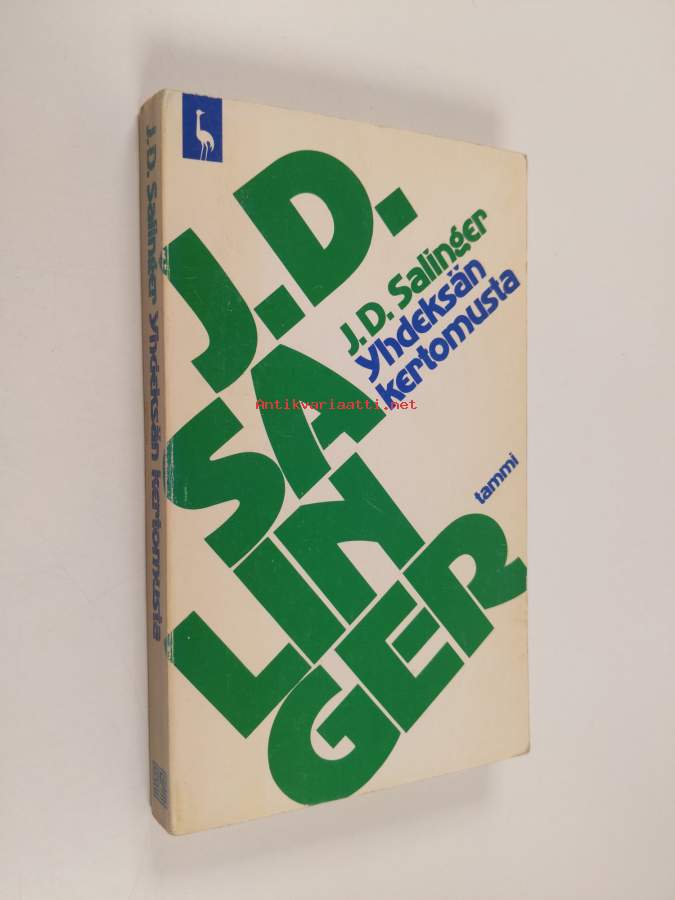 J.D. Salinger Yhdeksän kertomusta
J.D.
SA
LIN
GER
J.D. Salinger
Yhdeksän
kertomusta
tammi
Antikvariaatti.net